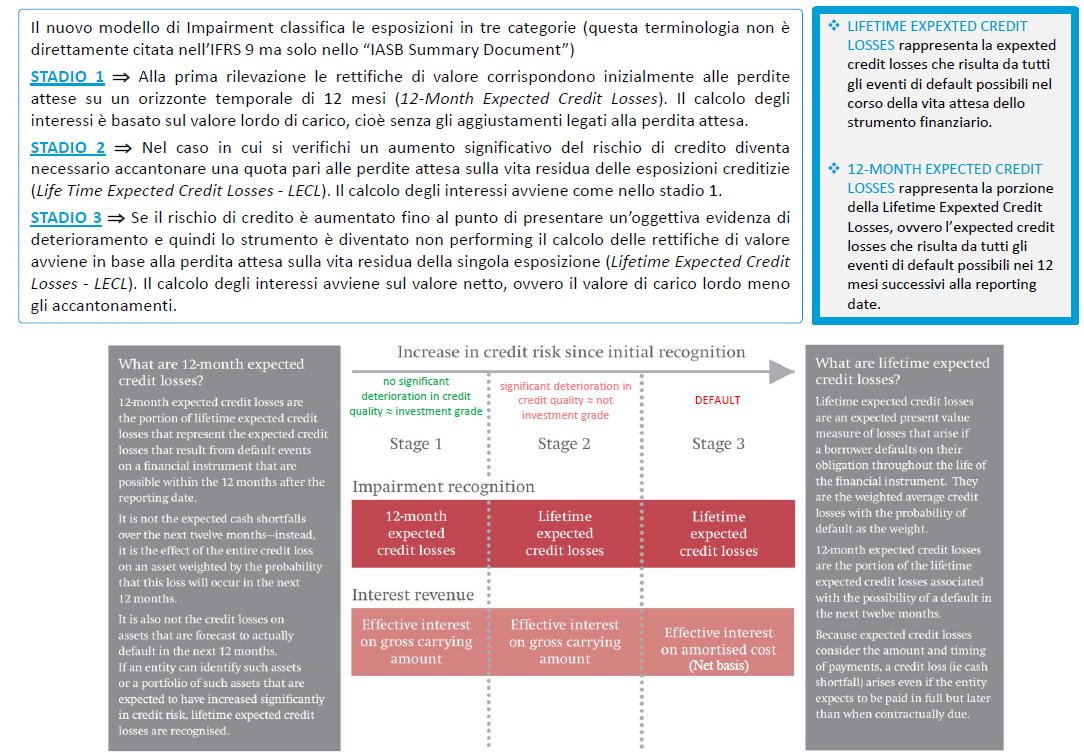 Il nuovo modello di Impairment classifica le esposizioni in tre categorie (questa terminologia non è
direttamente citata nell'IFRS 9 ma solo nello “IASB Summary Document”)
STADIO 1 ⇒ Alla prima rilevazione le rettifiche di valore corrispondono inizialmente alle perdite
attese su un orizzonte temporale di 12 mesi (12-Month Expected Credit Losses). Il calcolo degli
interessi è basato sul valore lordo di carico, cioè senza gli aggiustamenti legati alla perdita attesa.
STADIO 2 ⇒ Nel caso in cui si verifichi un aumento significativo del rischio di credito diventa
necessario accantonare una quota pari alle perdite attesa sulla vita residua delle esposizioni creditizie
(Life Time Expected Credit Losses - LECL). Il calcolo degli interessi avviene come nello stadio 1.
STADIO 3 ⇒ Se il rischio di credito è aumentato fino al punto di presentare un'oggettiva evidenza di
deterioramento e quindi lo strumento è diventato non performing il calcolo delle rettifiche di valore
avviene in base alla perdita attesa sulla vita residua della singola esposizione (Lifetime Expected Credit
Losses - LECL). Il calcolo degli interessi avviene sul valore netto, ovvero il valore di carico lordo meno
gli accantonamenti.
❖ LIFETIME EXPEXTED CREDIT
LOSSES rappresenta la expexted
credit losses che risulta da tutti
gli eventi di default possibili nel
corso della vita attesa dello
strumento finanziario.
❖ 12-MONTH EXPECTED CREDIT
LOSSES rappresenta la porzione
della Lifetime Expexted Credit
Losses, ovvero l'expected credit
losses che risulta da tutti gli
eventi di default possibili nei 12
mesi successivi alla reporting
date.
What are 12-month expected
credit losses?
12-month expected credit losses are
the portion of lifetime expected credit
losses that represent the expected credit
losses that result from default events
on a financial instrument that are
possible within the 12 months after the
reporting date.
It is not the expected cash shortfalls
over the next twelve months—instead,
it is the effect of the entire credit loss
on an asset weighted by the probability
that this loss will occur in the next
12 months.
It is also not the credit losses on
assets that are forecast to actually
default in the next 12 months.
If an entity can identify such assets
or a portfolio of such assets that are
expected to have increased significantly
in credit risk, lifetime expected credit
losses are recognised.
Increase in credit risk since initial recognition
no significant
deterioration in credit
quality ≈ investment grade
significant deterioration in
credit quality ≈ not
investment grade
DEFAULT
Stage 1
Stage 2
Stage 3
Impairment recognition
12-month
expected
credit losses
Lifetime
expected
credit losses
Lifetime
expected
credit losses
Interest revenue
Effective interest
on gross carrying
amount
Effective interest
on gross carrying
amount
Effective interest
on amortised cost
(Net basis)
What are lifetime expected
credit losses?
Lifetime expected credit losses
are an expected present value
measure of losses that arise if
a borrower defaults on their
obligation throughout the life of
the financial instrument. They
are the weighted average credit
losses with the probability of
default as the weight.
12-month expected credit losses
are the portion of the lifetime
expected credit losses associated
with the possibility of a default in
the next twelve months.
Because expected credit losses
consider the amount and timing
of payments, a credit loss (ie cash
shortfall) arises even if the entity
expects to be paid in full but later
than when contractually due.